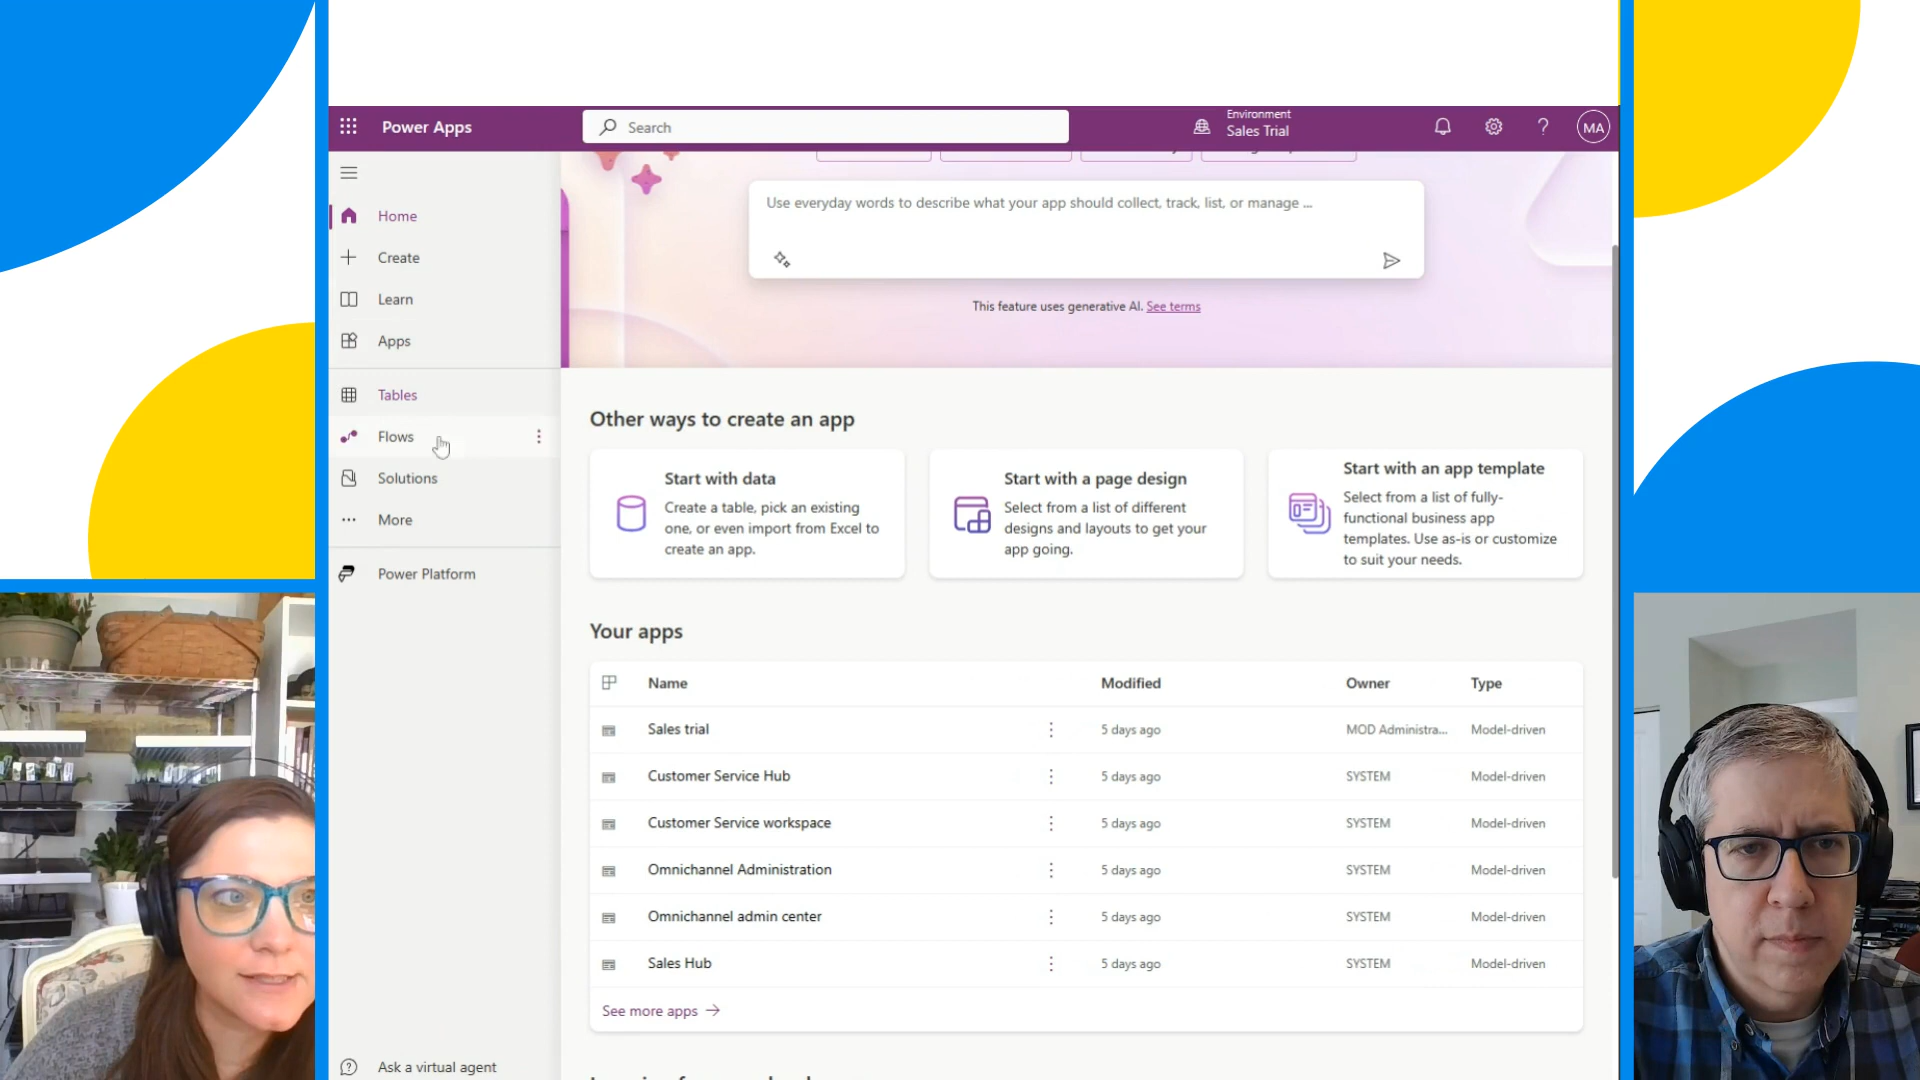 Power Apps
Search
Environment
Sales Trial
MA
Home
Create
Learn
Apps
Tables
Flows
Solutions
More
Power Platform
Ask a virtual agent
Use everyday words to describe what your app should collect, track, list, or manage ...
This feature uses generative AI. See terms
Other ways to create an app
Start with data
Create a table, pick an existing
one, or even import from Excel to
create an app.
Start with a page design
Select from a list of different
designs and layouts to get your
app going.
Start with an app template
Select from a list of fully-
functional business app
templates. Use as-is or customize
to suit your needs.
Your apps
Name Modified Owner Type
Sales trial 5 days ago MOD Administra... Model-driven
Customer Service Hub 5 days ago SYSTEM Model-driven
Customer Service workspace 5 days ago SYSTEM Model-driven
Omnichannel Administration 5 days ago SYSTEM Model-driven
Omnichannel admin center 5 days ago SYSTEM Model-driven
Sales Hub 5 days ago SYSTEM Model-driven
See more apps